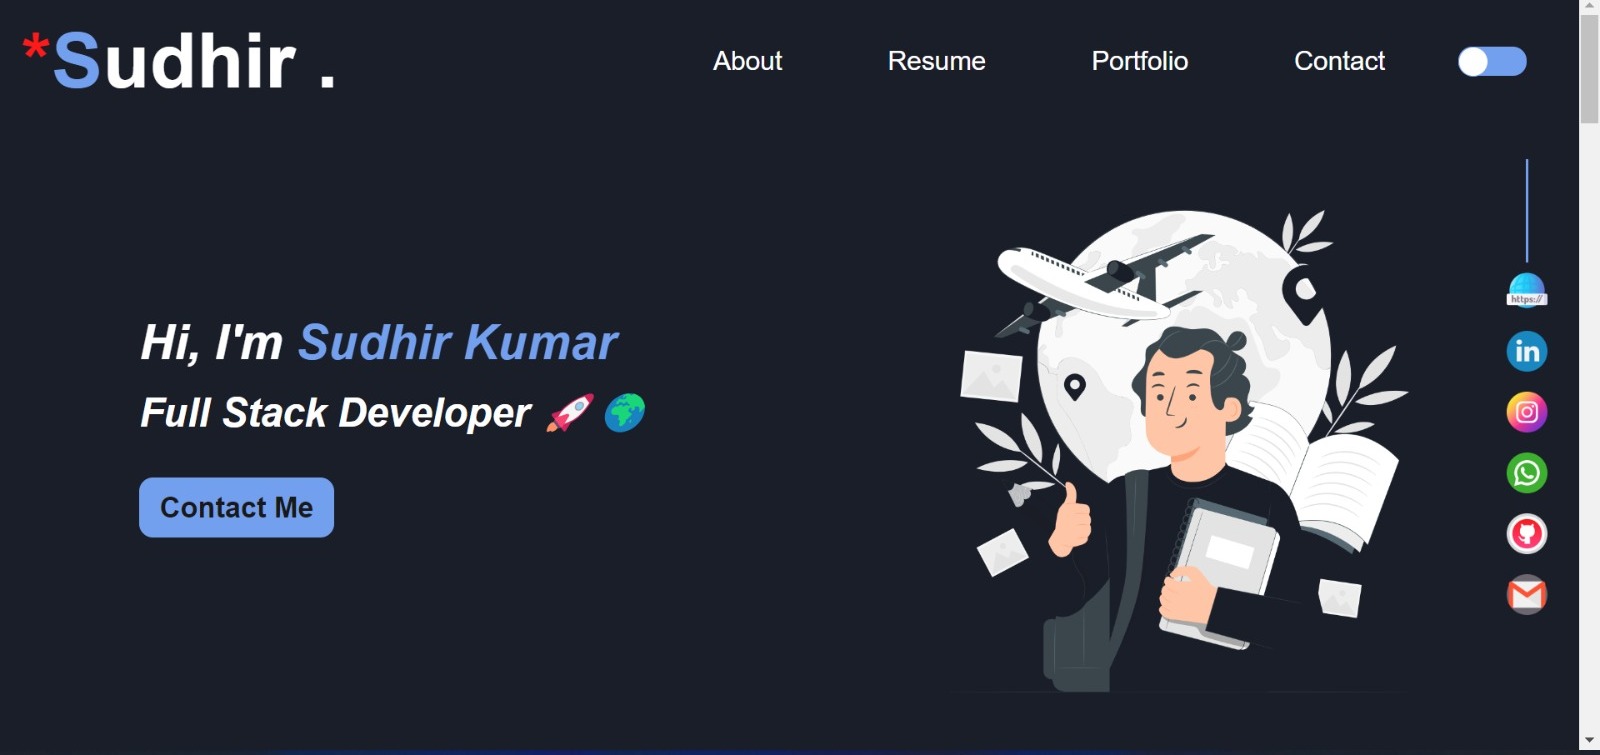 *Sudhir .
About Resume Portfolio Contact
https://
in
Hi, I'm Sudhir Kumar
Full Stack Developer 🚀 🌍
Contact Me